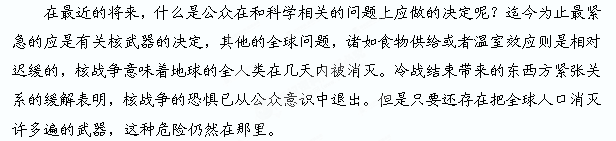 在最近的将来，什么是公众在和科学相关的问题上应做的决定呢？迄今为止最紧
急的应是有关核武器的决定，其他的全球问题，诸如食物供给或者温室效应则是相对
迟缓的，核战争意味着地球的全人类在几天内被消灭。冷战结束带来的东西方紧张关
系的缓解表明，核战争的恐惧已从公众意识中退出。但是只要还存在把全球人口消灭
许多遍的武器，这种危险仍然在那里。